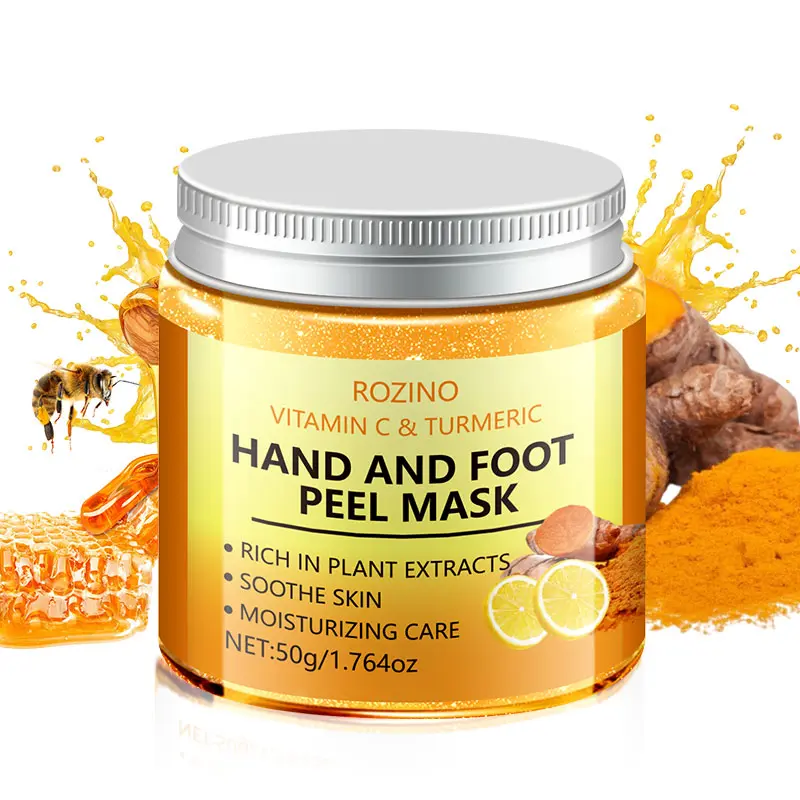 ROZINO
VITAMIN C & TURMERIC
HAND AND FOOT
PEEL MASK
• RICH IN PLANT EXTRACTS
• SOOTHE SKIN
• MOISTURIZING CARE
NET:50g/1.764oz